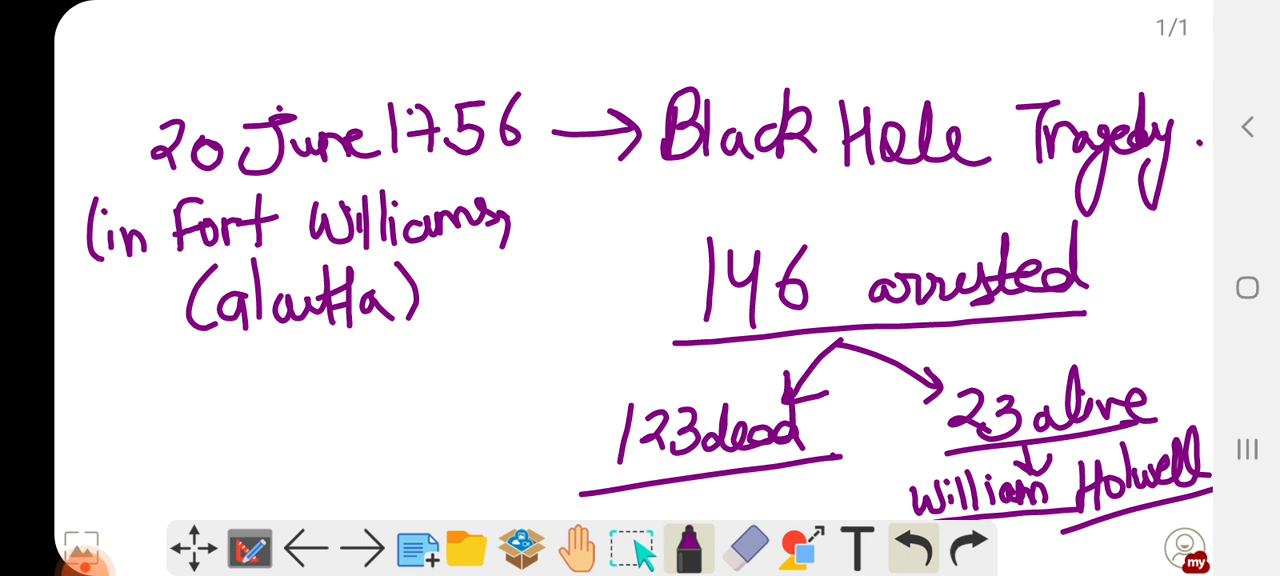 1/1
20 June 1756 → Black Hole Tragedy.
(in Fort Williams,
Calcutta)
146 arrested
123 dead
23 alive
William Holwell
T
my